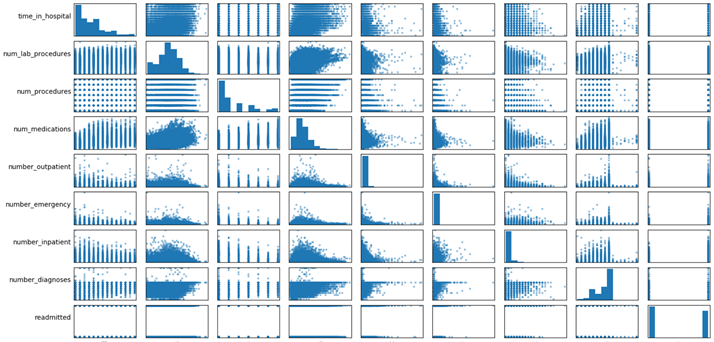 time_in_hospital
num_lab_procedures
num_procedures
num_medications
number_outpatient
number_emergency
number_inpatient
number_diagnoses
readmitted